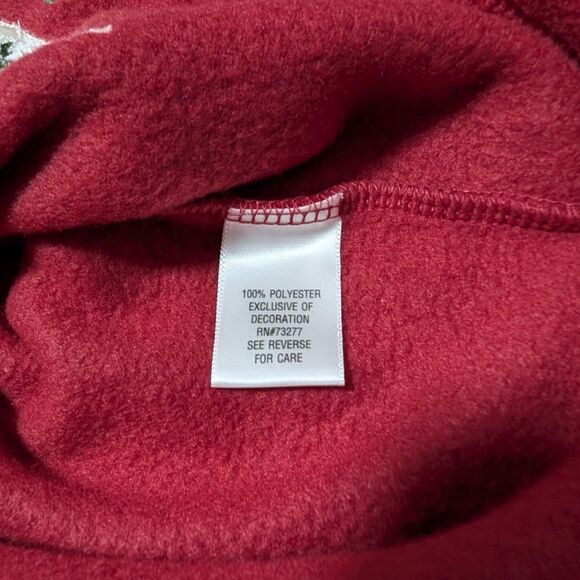 100% POLYESTER
EXCLUSIVE OF
DECORATION
RN#73277
SEE REVERSE
FOR CARE